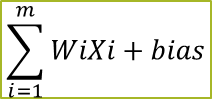 m
∑ WiXi + bias
i=1